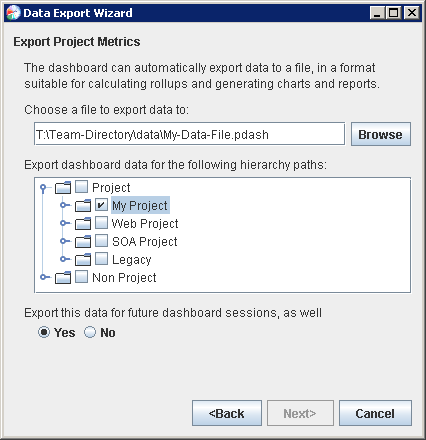 Data Export Wizard
Export Project Metrics
The dashboard can automatically export data to a file, in a format
suitable for calculating rollups and generating charts and reports.
Choose a file to export data to:
T:\Team-Directory\data\My-Data-File.pdash
Browse
Export dashboard data for the following hierarchy paths:
Project
My Project
Web Project
SOA Project
Legacy
Non Project
Export this data for future dashboard sessions, as well
Yes No
<Back Next> Cancel